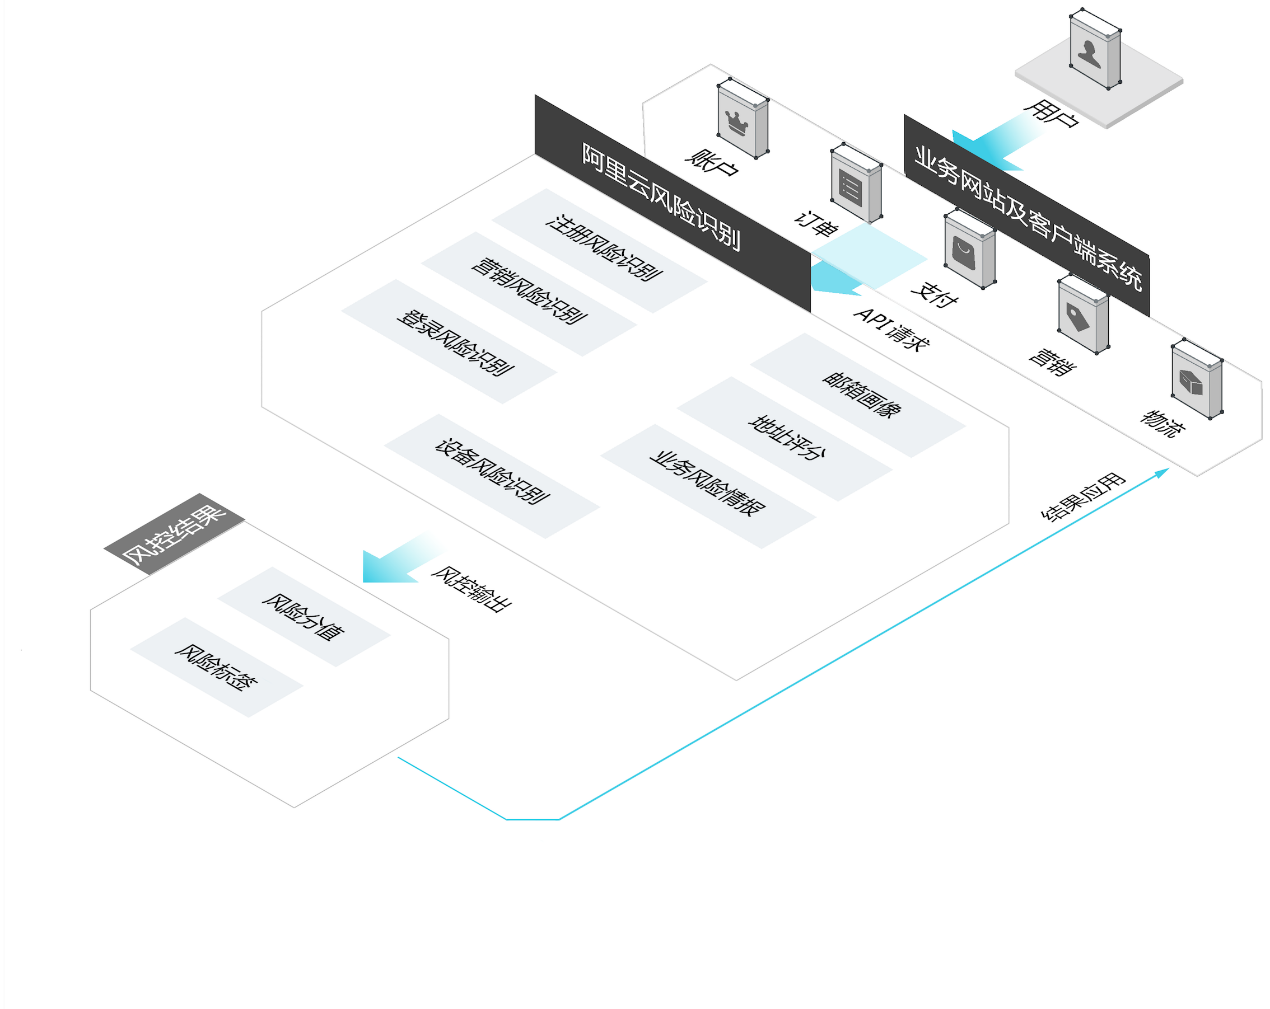 用户
业务网站及客户端系统
账户
订单
支付
营销
物流
API 请求
阿里云风险识别
注册风险识别
营销风险识别
登录风险识别
设备风险识别
邮箱画像
地址评分
业务风险情报
风控输出
风控结果
风险分值
风险标签
结果应用